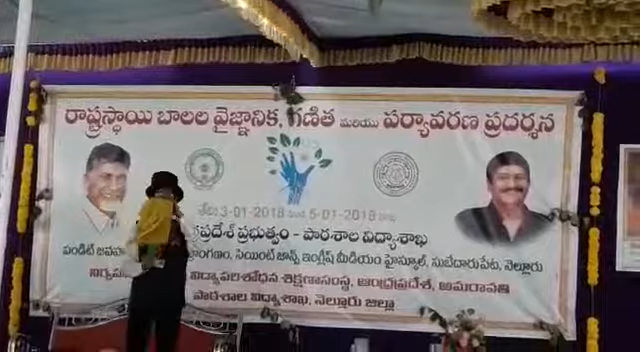 రాష్ట్రస్థాయి బాలల వైజ్ఞానిక, గణిత మరియు పర్యావరణ ప్రదర్శన
తేది: 3-01-2018 నుండి 5-01-2018 వరకు
ప్రదేశ్ ప్రభుత్వం - పాఠశాల విద్యాశాఖ
పండిట్ ప్రాంగణం, సెయింట్ జాన్స్ ఇంగ్లీష్ మీడియం హైస్కూల్, సుబేదారుపేట, నెల్లూరు
విద్యాపరిశోధన శిక్షణాసంస్థ, ఆంధ్రప్రదేశ్, అమరావతి
పాఠశాల విద్యాశాఖ, నెల్లూరు జిల్లా